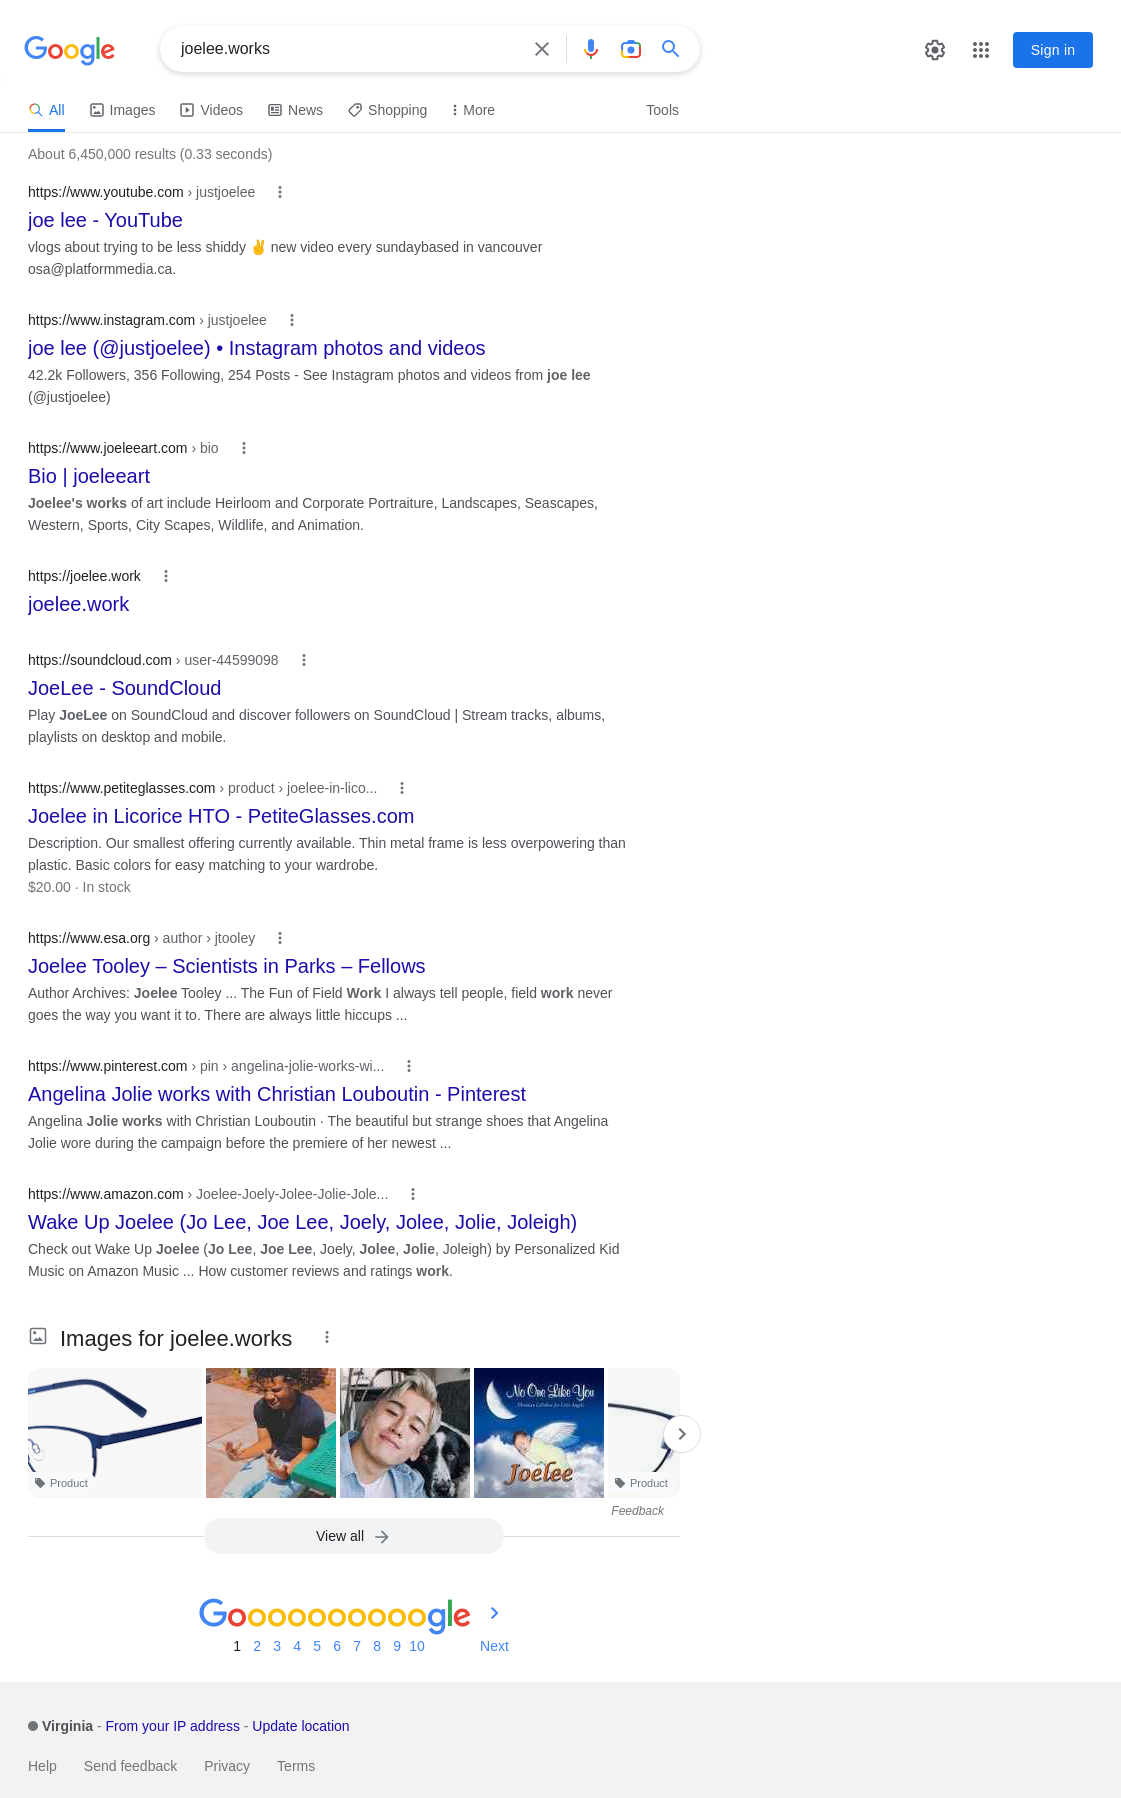 Google
joelee.works
Sign in
All Images Videos News Shopping More Tools
About 6,450,000 results (0.33 seconds)
https://www.youtube.com › justjoelee
joe lee - YouTube
vlogs about trying to be less shiddy ✌ new video every sundaybased in vancouver
osa@platformmedia.ca.
https://www.instagram.com › justjoelee
joe lee (@justjoelee) • Instagram photos and videos
42.2k Followers, 356 Following, 254 Posts - See Instagram photos and videos from joe lee
(@justjoelee)
https://www.joeleeart.com › bio
Bio | joeleeart
Joelee's works of art include Heirloom and Corporate Portraiture, Landscapes, Seascapes,
Western, Sports, City Scapes, Wildlife, and Animation.
https://joelee.work
joelee.work
https://soundcloud.com › user-44599098
JoeLee - SoundCloud
Play JoeLee on SoundCloud and discover followers on SoundCloud | Stream tracks, albums,
playlists on desktop and mobile.
https://www.petiteglasses.com › product › joelee-in-lico...
Joelee in Licorice HTO - PetiteGlasses.com
Description. Our smallest offering currently available. Thin metal frame is less overpowering than
plastic. Basic colors for easy matching to your wardrobe.
$20.00 · In stock
https://www.esa.org › author › jtooley
Joelee Tooley – Scientists in Parks – Fellows
Author Archives: Joelee Tooley ... The Fun of Field Work I always tell people, field work never
goes the way you want it to. There are always little hiccups ...
https://www.pinterest.com › pin › angelina-jolie-works-wi...
Angelina Jolie works with Christian Louboutin - Pinterest
Angelina Jolie works with Christian Louboutin · The beautiful but strange shoes that Angelina
Jolie wore during the campaign before the premiere of her newest ...
https://www.amazon.com › Joelee-Joely-Jolee-Jolie-Jole...
Wake Up Joelee (Jo Lee, Joe Lee, Joely, Jolee, Jolie, Joleigh)
Check out Wake Up Joelee (Jo Lee, Joe Lee, Joely, Jolee, Jolie, Joleigh) by Personalized Kid
Music on Amazon Music ... How customer reviews and ratings work.
Images for joelee.works
No One Like You
Joelee
Product
Product
Feedback
View all
Goooooooooogle
1 2 3 4 5 6 7 8 9 10 Next
Virginia - From your IP address - Update location
Help Send feedback Privacy Terms